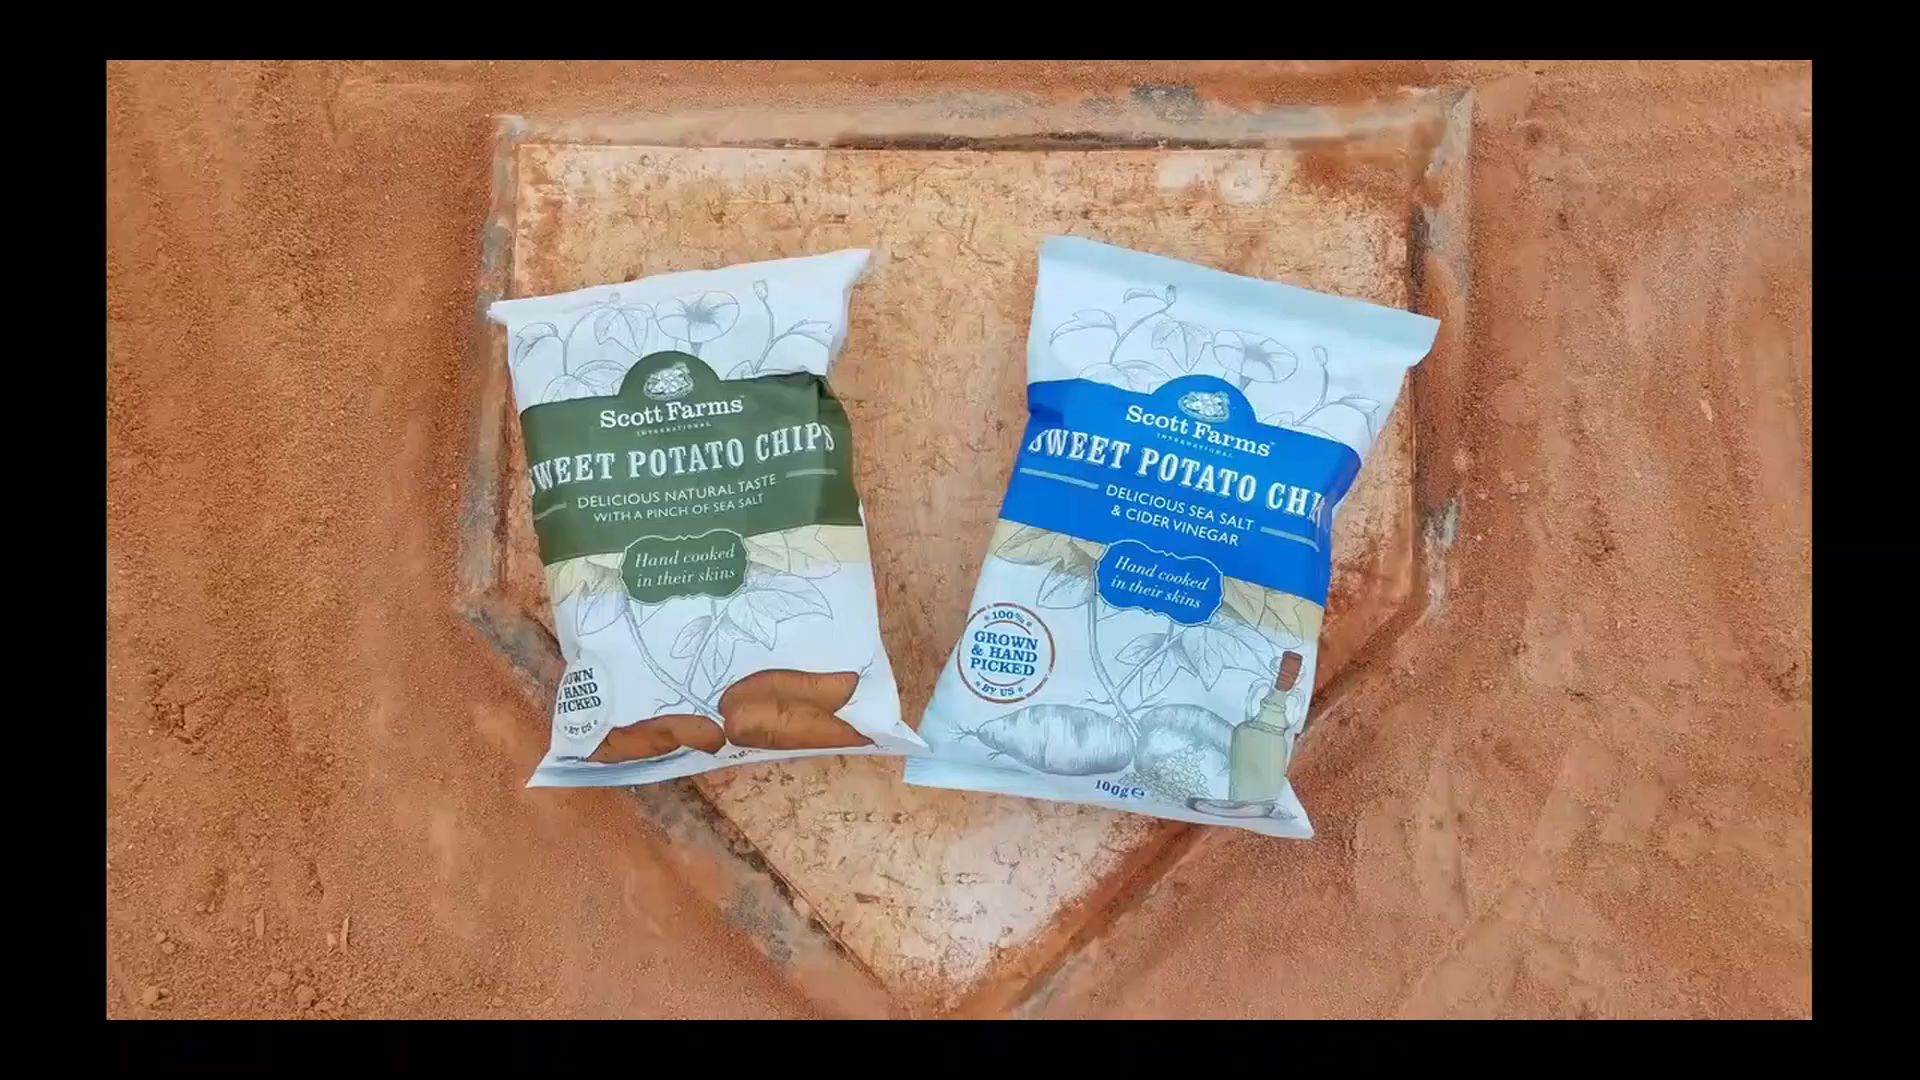 Scott Farms
INTERNATIONAL
SWEET POTATO CHIPS
DELICIOUS NATURAL TASTE
WITH A PINCH OF SEA SALT
Hand cooked
in their skins
& HAND
PICKED
BY US
Scott Farms
INTERNATIONAL
SWEET POTATO CHI
DELICIOUS SEA SALT
& CIDER VINEGAR
Hand cooked
in their skins
100%
GROWN
& HAND
PICKED
BY US
100g℮